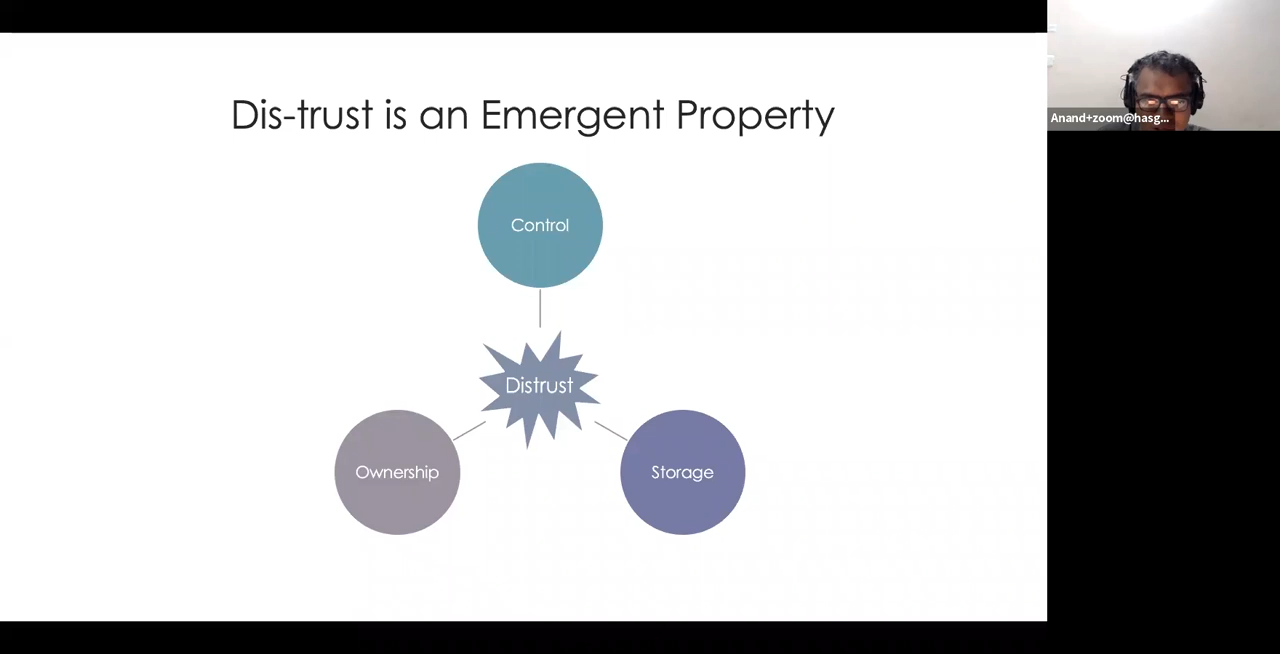 Dis-trust is an Emergent Property
Control
Distrust
Ownership
Storage
Anand+zoom@hasg...